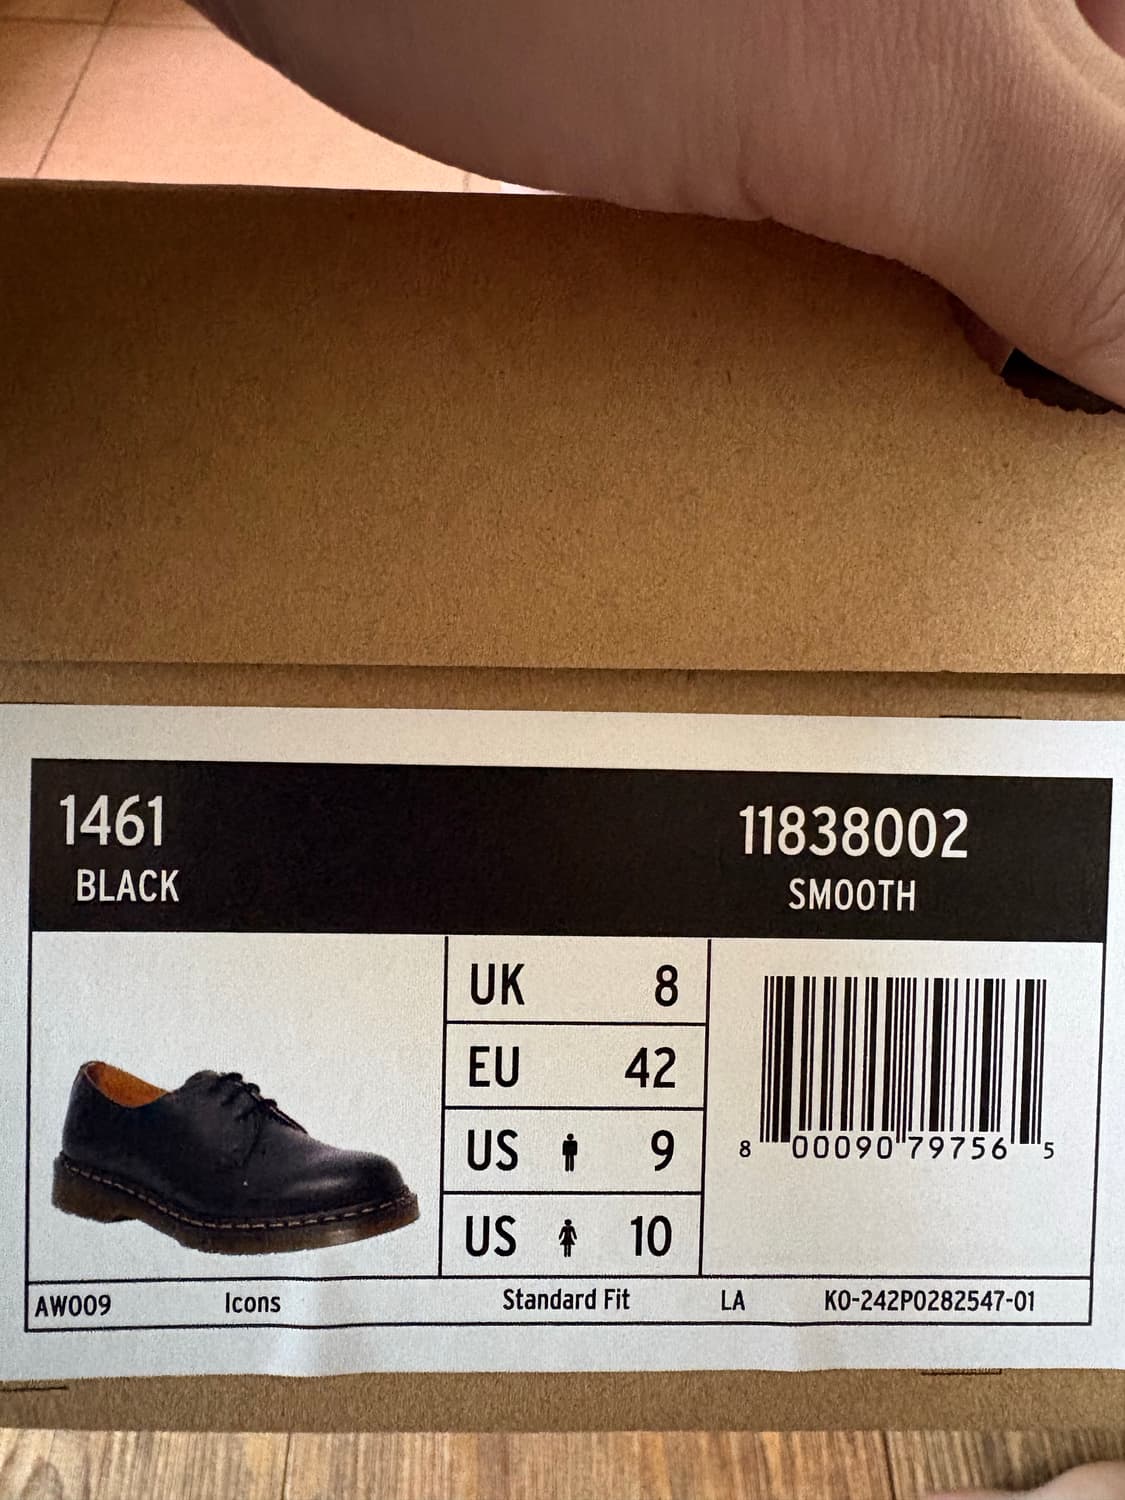 1461
BLACK
11838002
SMOOTH
UK 8
EU 42
US 9
US 10
8 00090 79756 5
AW009 Icons Standard Fit LA KO-242P0282547-01